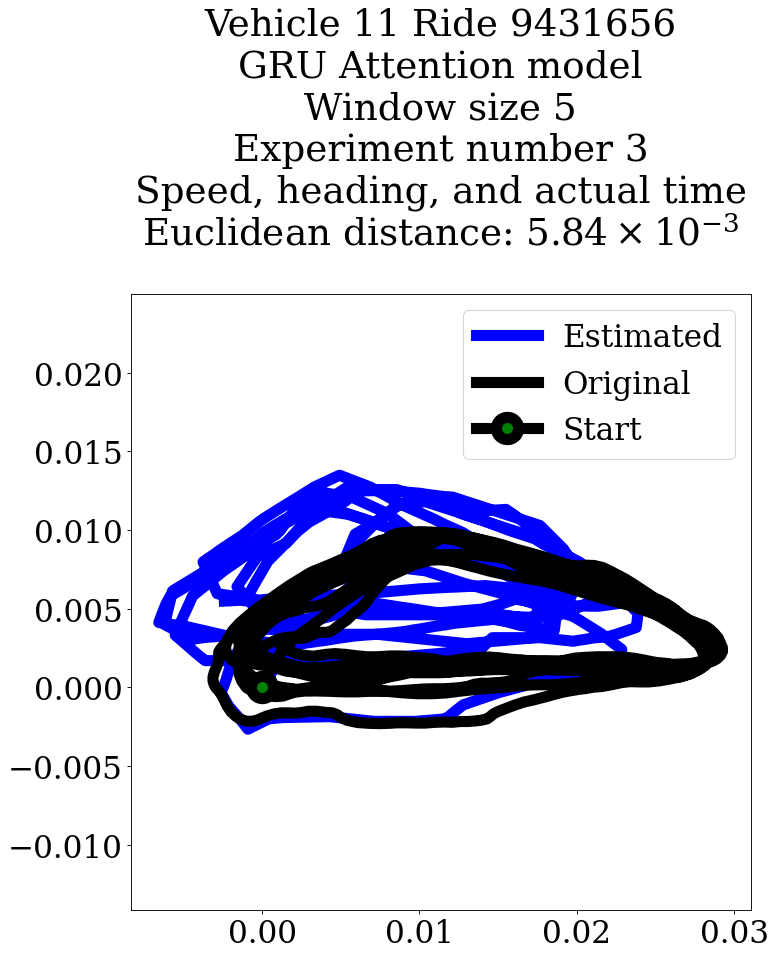 Vehicle 11 Ride 9431656
GRU Attention model
Window size 5
Experiment number 3
Speed, heading, and actual time
Euclidean distance: 5.84 × 10⁻³
Estimated
Original
Start
0.020
0.015
0.010
0.005
0.000
−0.005
−0.010
0.00 0.01 0.02 0.03